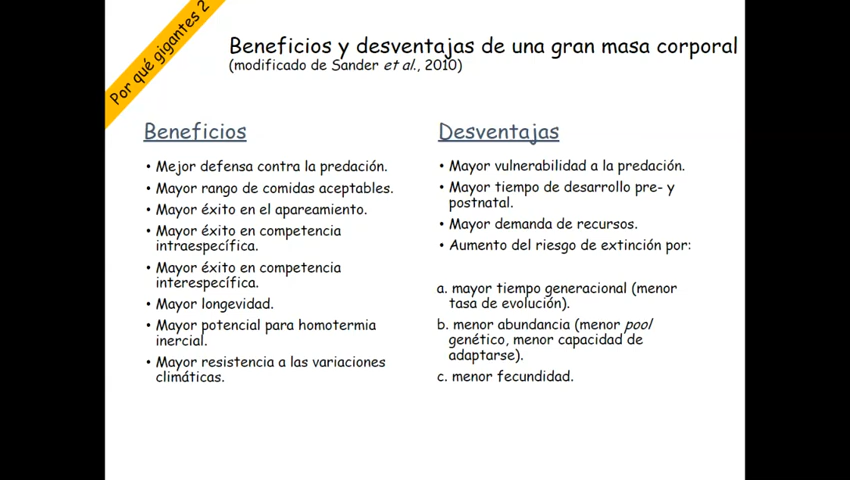 Por qué gigantes 2
Beneficios y desventajas de una gran masa corporal
(modificado de Sander et al., 2010)
Beneficios
• Mejor defensa contra la predación.
• Mayor rango de comidas aceptables.
• Mayor éxito en el apareamiento.
• Mayor éxito en competencia
intraespecífica.
• Mayor éxito en competencia
interespecífica.
• Mayor longevidad.
• Mayor potencial para homotermia
inercial.
• Mayor resistencia a las variaciones
climáticas.
Desventajas
• Mayor vulnerabilidad a la predación.
• Mayor tiempo de desarrollo pre- y
postnatal.
• Mayor demanda de recursos.
• Aumento del riesgo de extinción por:
a. mayor tiempo generacional (menor
tasa de evolución).
b. menor abundancia (menor pool
genético, menor capacidad de
adaptarse).
c. menor fecundidad.